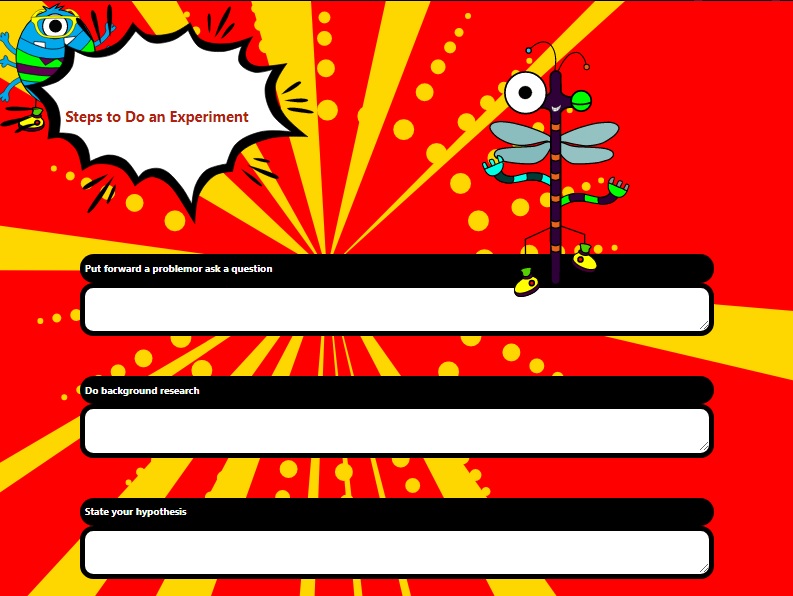 Steps to Do an Experiment
Put forward a problemor ask a question
Do background research
State your hypothesis